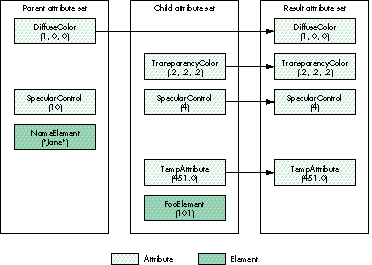 Parent attribute set
Child attribute set
Result attribute set
DiffuseColor
(1, 0, 0)
DiffuseColor
(1, 0, 0)
TransparencyColor
(.2, .2, .2)
TransparencyColor
(.2, .2, .2)
SpecularControl
(10)
SpecularControl
(4)
SpecularControl
(4)
NameElement
("Jane")
TempAttribute
(451.0)
TempAttribute
(451.0)
FooElement
(101)
Attribute
Element